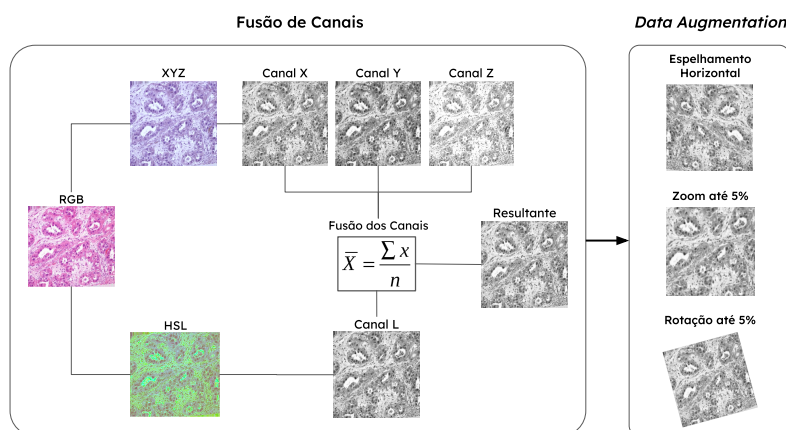 Fusão de Canais
Data Augmentation
XYZ
Canal X
Canal Y
Canal Z
RGB
Fusão dos Canais
X̅ = ∑ x / n
Resultante
HSL
Canal L
Espelhamento
Horizontal
Zoom até 5%
Rotação até 5%